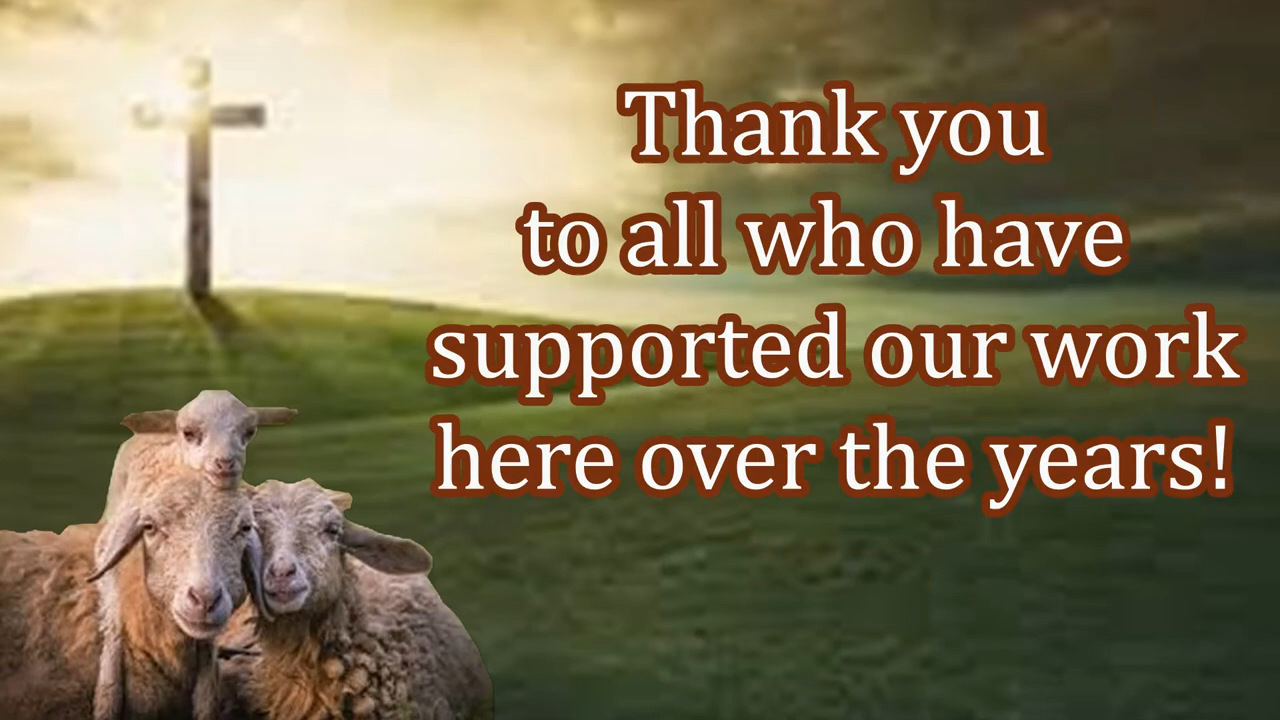 Thank you
to all who have
supported our work
here over the years!